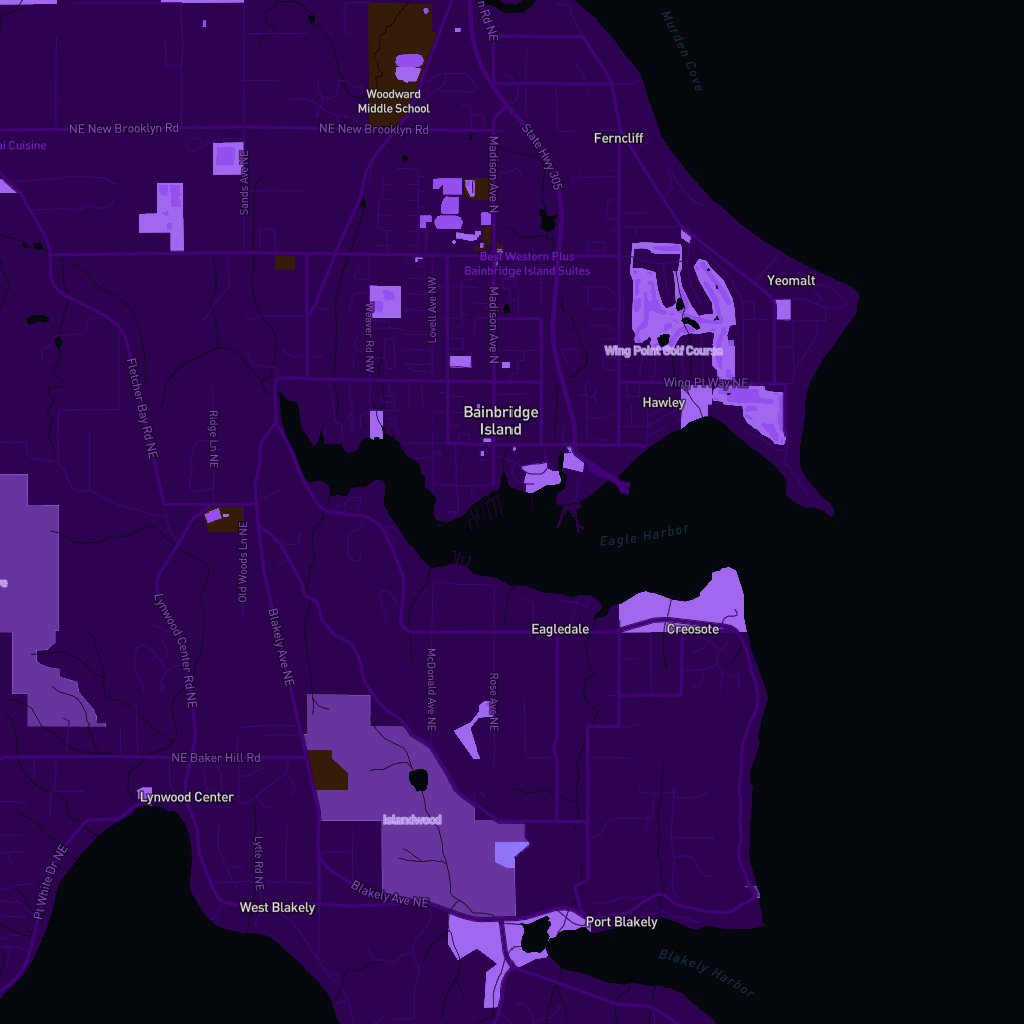 Murden Cove
n Rd NE
Woodward
Middle School
NE New Brooklyn Rd
NE New Brooklyn Rd
Ferncliff
State Hwy 305
ai Cuisine
Sands Ave NE
Madison Ave N
Best Western Plus
Bainbridge Island Suites
Yeomalt
Weaver Rd NW
Lovell Ave NW
Madison Ave N
Wing Point Golf Course
Fletcher Bay Rd NE
Wing Pt Way NE
Hawley
Bainbridge
Island
Ridge Ln NE
Eagle Harbor
Old Woods Ln NE
Lynwood Center Rd NE
Blakely Ave NE
Eagledale
Creosote
McDonald Ave NE
Rose Ave NE
NE Baker Hill Rd
Lynwood Center
Islandwood
Pt White Dr NE
Lytle Rd NE
Blakely Ave NE
West Blakely
Port Blakely
Blakely Harbor